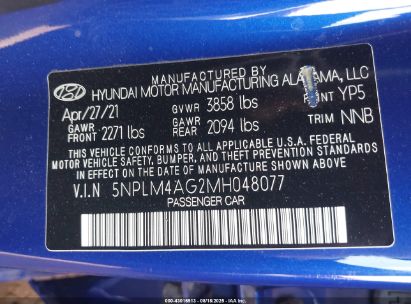 MANUFACTURED BY
HYUNDAI MOTOR MANUFACTURING ALABAMA, LLC
Apr/27/21 GVWR 3858 lbs PAINT YP5
GAWR FRONT 2271 lbs GAWR REAR 2094 lbs TRIM NNB
THIS VEHICLE CONFORMS TO ALL APPLICABLE U.S.A. FEDERAL
MOTOR VEHICLE SAFETY, BUMPER, AND THEFT PREVENTION STANDARDS
IN EFFECT ON THE DATE OF MANUFACTURE SHOWN ABOVE.
V.I.N 5NPLM4AG2MH048077
PASSENGER CAR